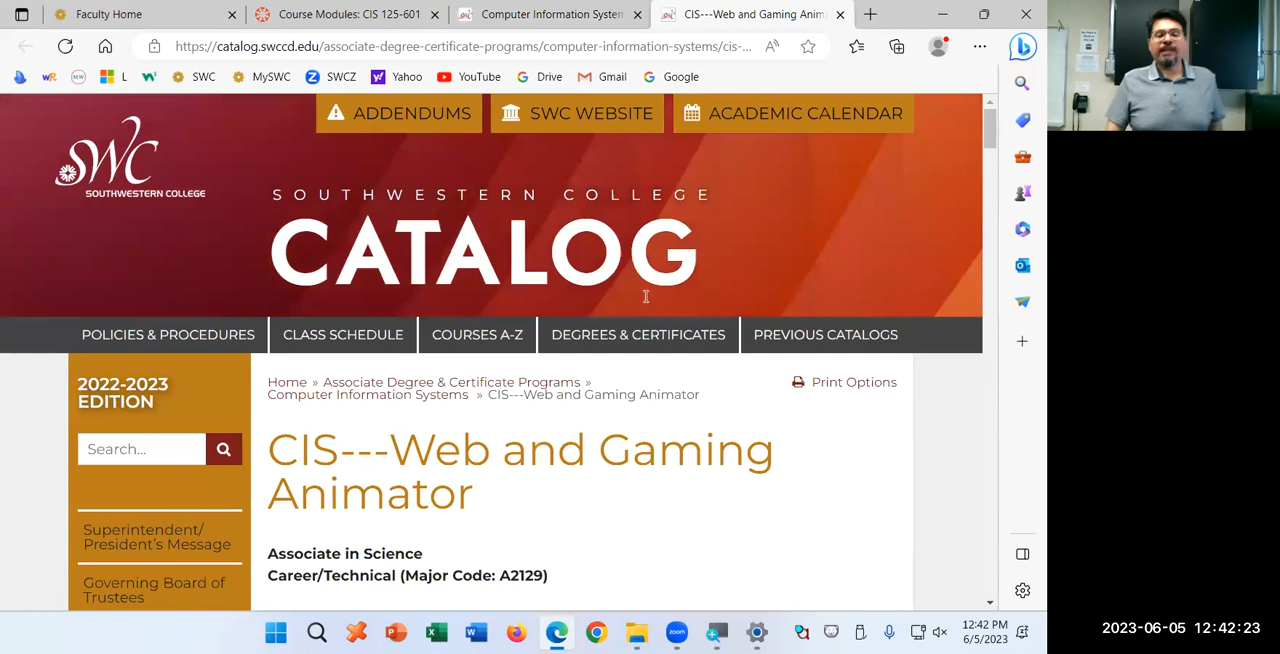 Faculty Home
Course Modules: CIS 125-601
Computer Information System
CIS---Web and Gaming Anim
https://catalog.swccd.edu/associate-degree-certificate-programs/computer-information-systems/cis-...
L
SWC
MySWC
SWCZ
Yahoo
YouTube
Drive
Gmail
Google
ADDENDUMS
SWC WEBSITE
ACADEMIC CALENDAR
SWC
SOUTHWESTERN COLLEGE
SOUTHWESTERN COLLEGE
CATALOG
POLICIES & PROCEDURES
CLASS SCHEDULE
COURSES A-Z
DEGREES & CERTIFICATES
PREVIOUS CATALOGS
2022-2023
EDITION
Search...
Superintendent/
President's Message
Governing Board of
Trustees
Home » Associate Degree & Certificate Programs »
Computer Information Systems » CIS---Web and Gaming Animator
Print Options
CIS---Web and Gaming
Animator
Associate in Science
Career/Technical (Major Code: A2129)
zoom
12:42 PM
6/5/2023
2023-06-05 12:42:23